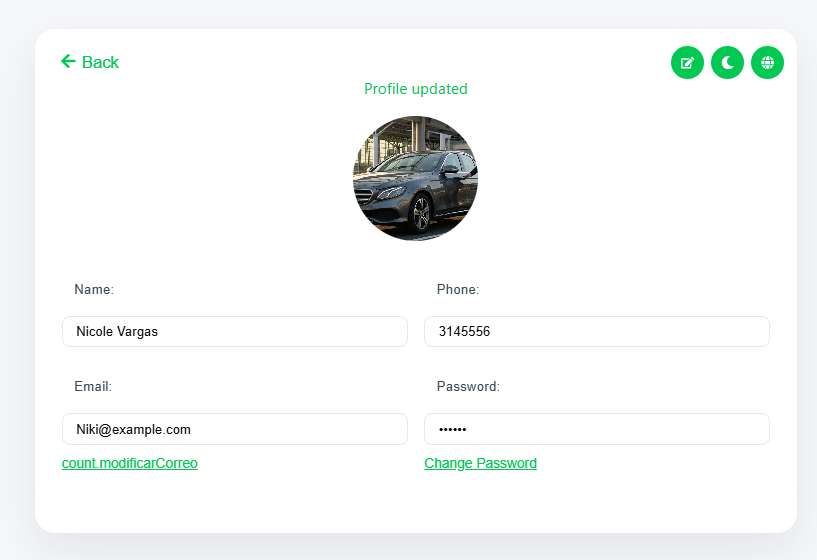 Back
Profile updated
Name:
Phone:
Nicole Vargas
3145556
Email:
Password:
Niki@example.com
••••••
count.modificarCorreo
Change Password